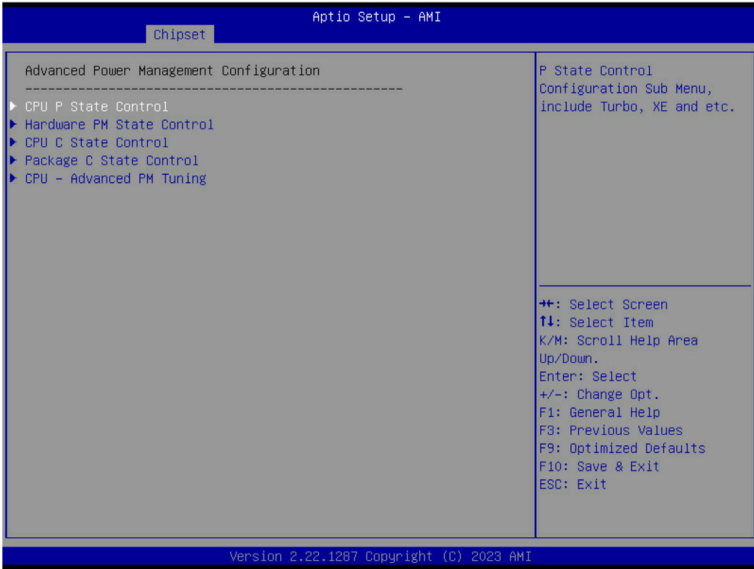 Aptio Setup – AMI
Chipset
Advanced Power Management Configuration
--------------------------------------------------
▶ CPU P State Control
▶ Hardware PM State Control
▶ CPU C State Control
▶ Package C State Control
▶ CPU – Advanced PM Tuning
P State Control
Configuration Sub Menu,
include Turbo, XE and etc.
→←: Select Screen
↑↓: Select Item
K/M: Scroll Help Area
Up/Down.
Enter: Select
+/-: Change Opt.
F1: General Help
F3: Previous Values
F9: Optimized Defaults
F10: Save & Exit
ESC: Exit
Version 2.22.1287 Copyright (C) 2023 AMI